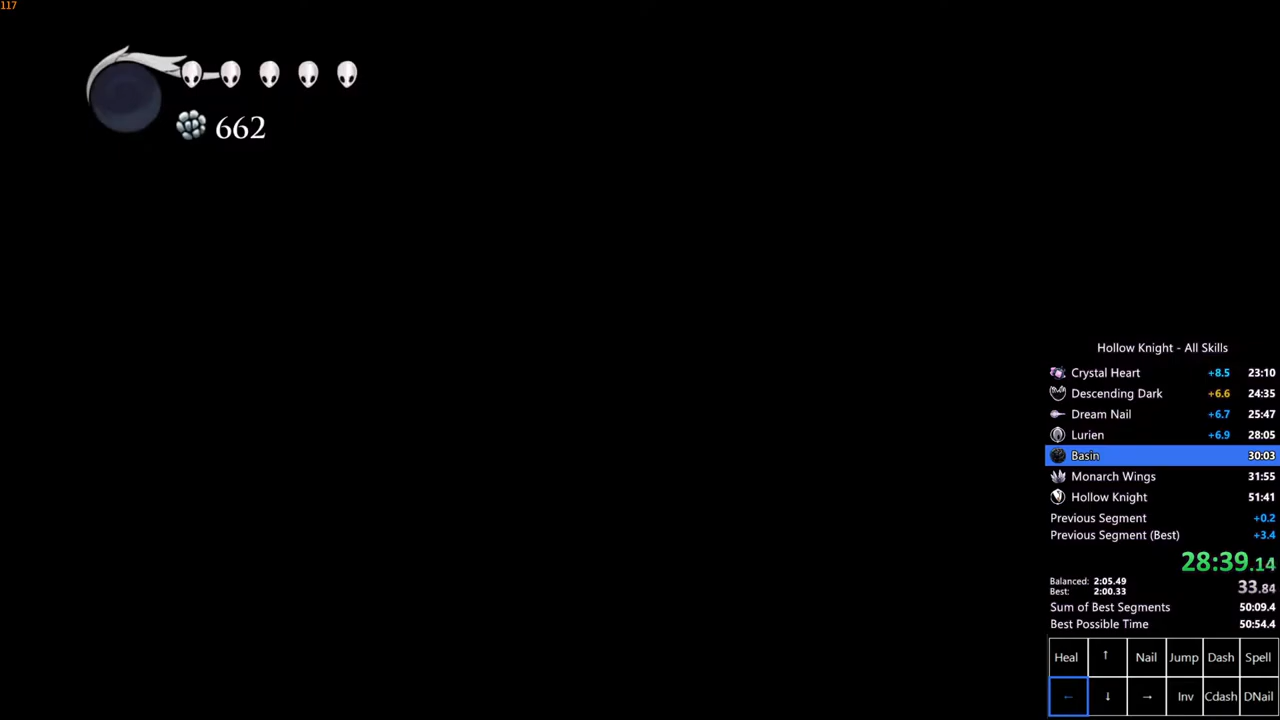 117
662
Hollow Knight - All Skills
Crystal Heart +8.5 23:10
Descending Dark +6.6 24:35
Dream Nail +6.7 25:47
Lurien +6.9 28:05
Basin 30:03
Monarch Wings 31:55
Hollow Knight 51:41
Previous Segment +0.2
Previous Segment (Best) +3.4
28:39.14
Balanced: 2:05.49
Best: 2:00.33
33.84
Sum of Best Segments 50:09.4
Best Possible Time 50:54.4
Heal ↑ Nail Jump Dash Spell
← ↓ → Inv Cdash DNail